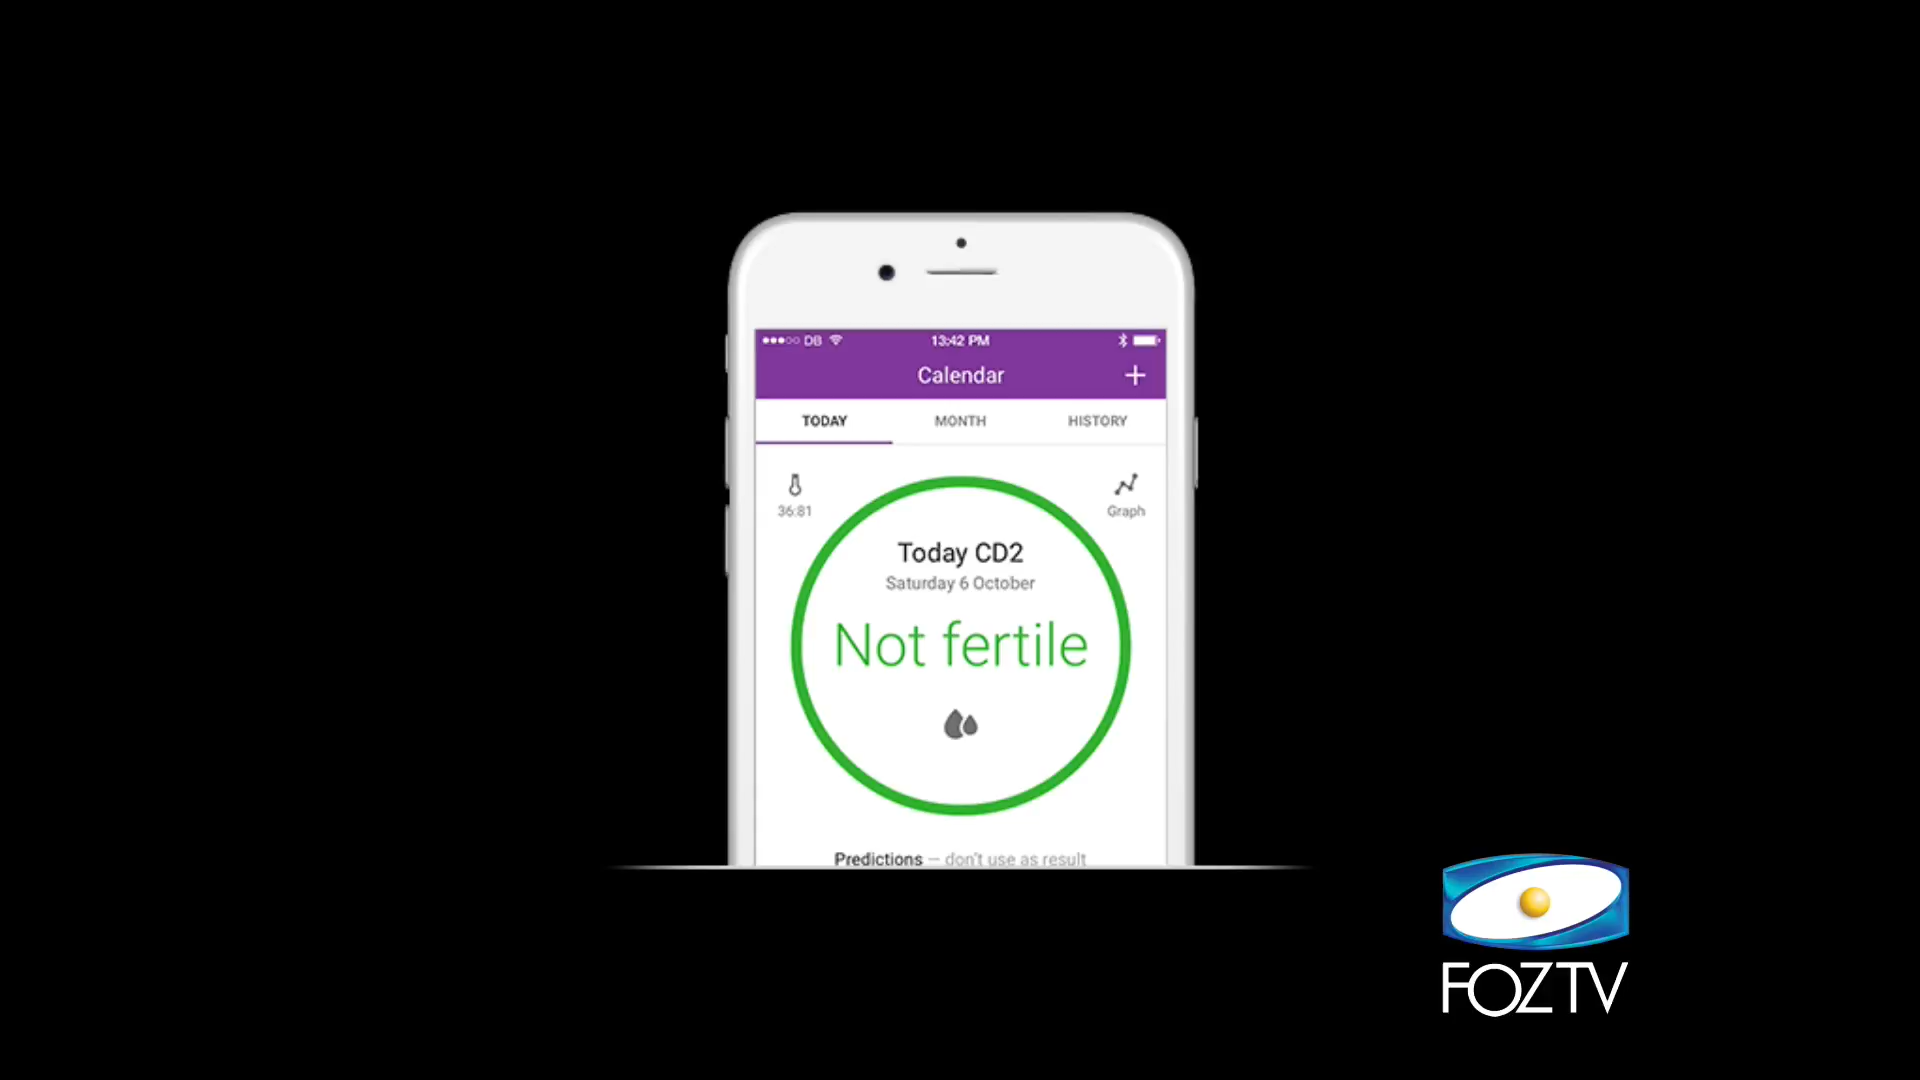 DB 13:42 PM
Calendar +
TODAY MONTH HISTORY
36:81 Graph
Today CD2
Saturday 6 October
Not fertile
Predictions — don't use as result
FOZTV